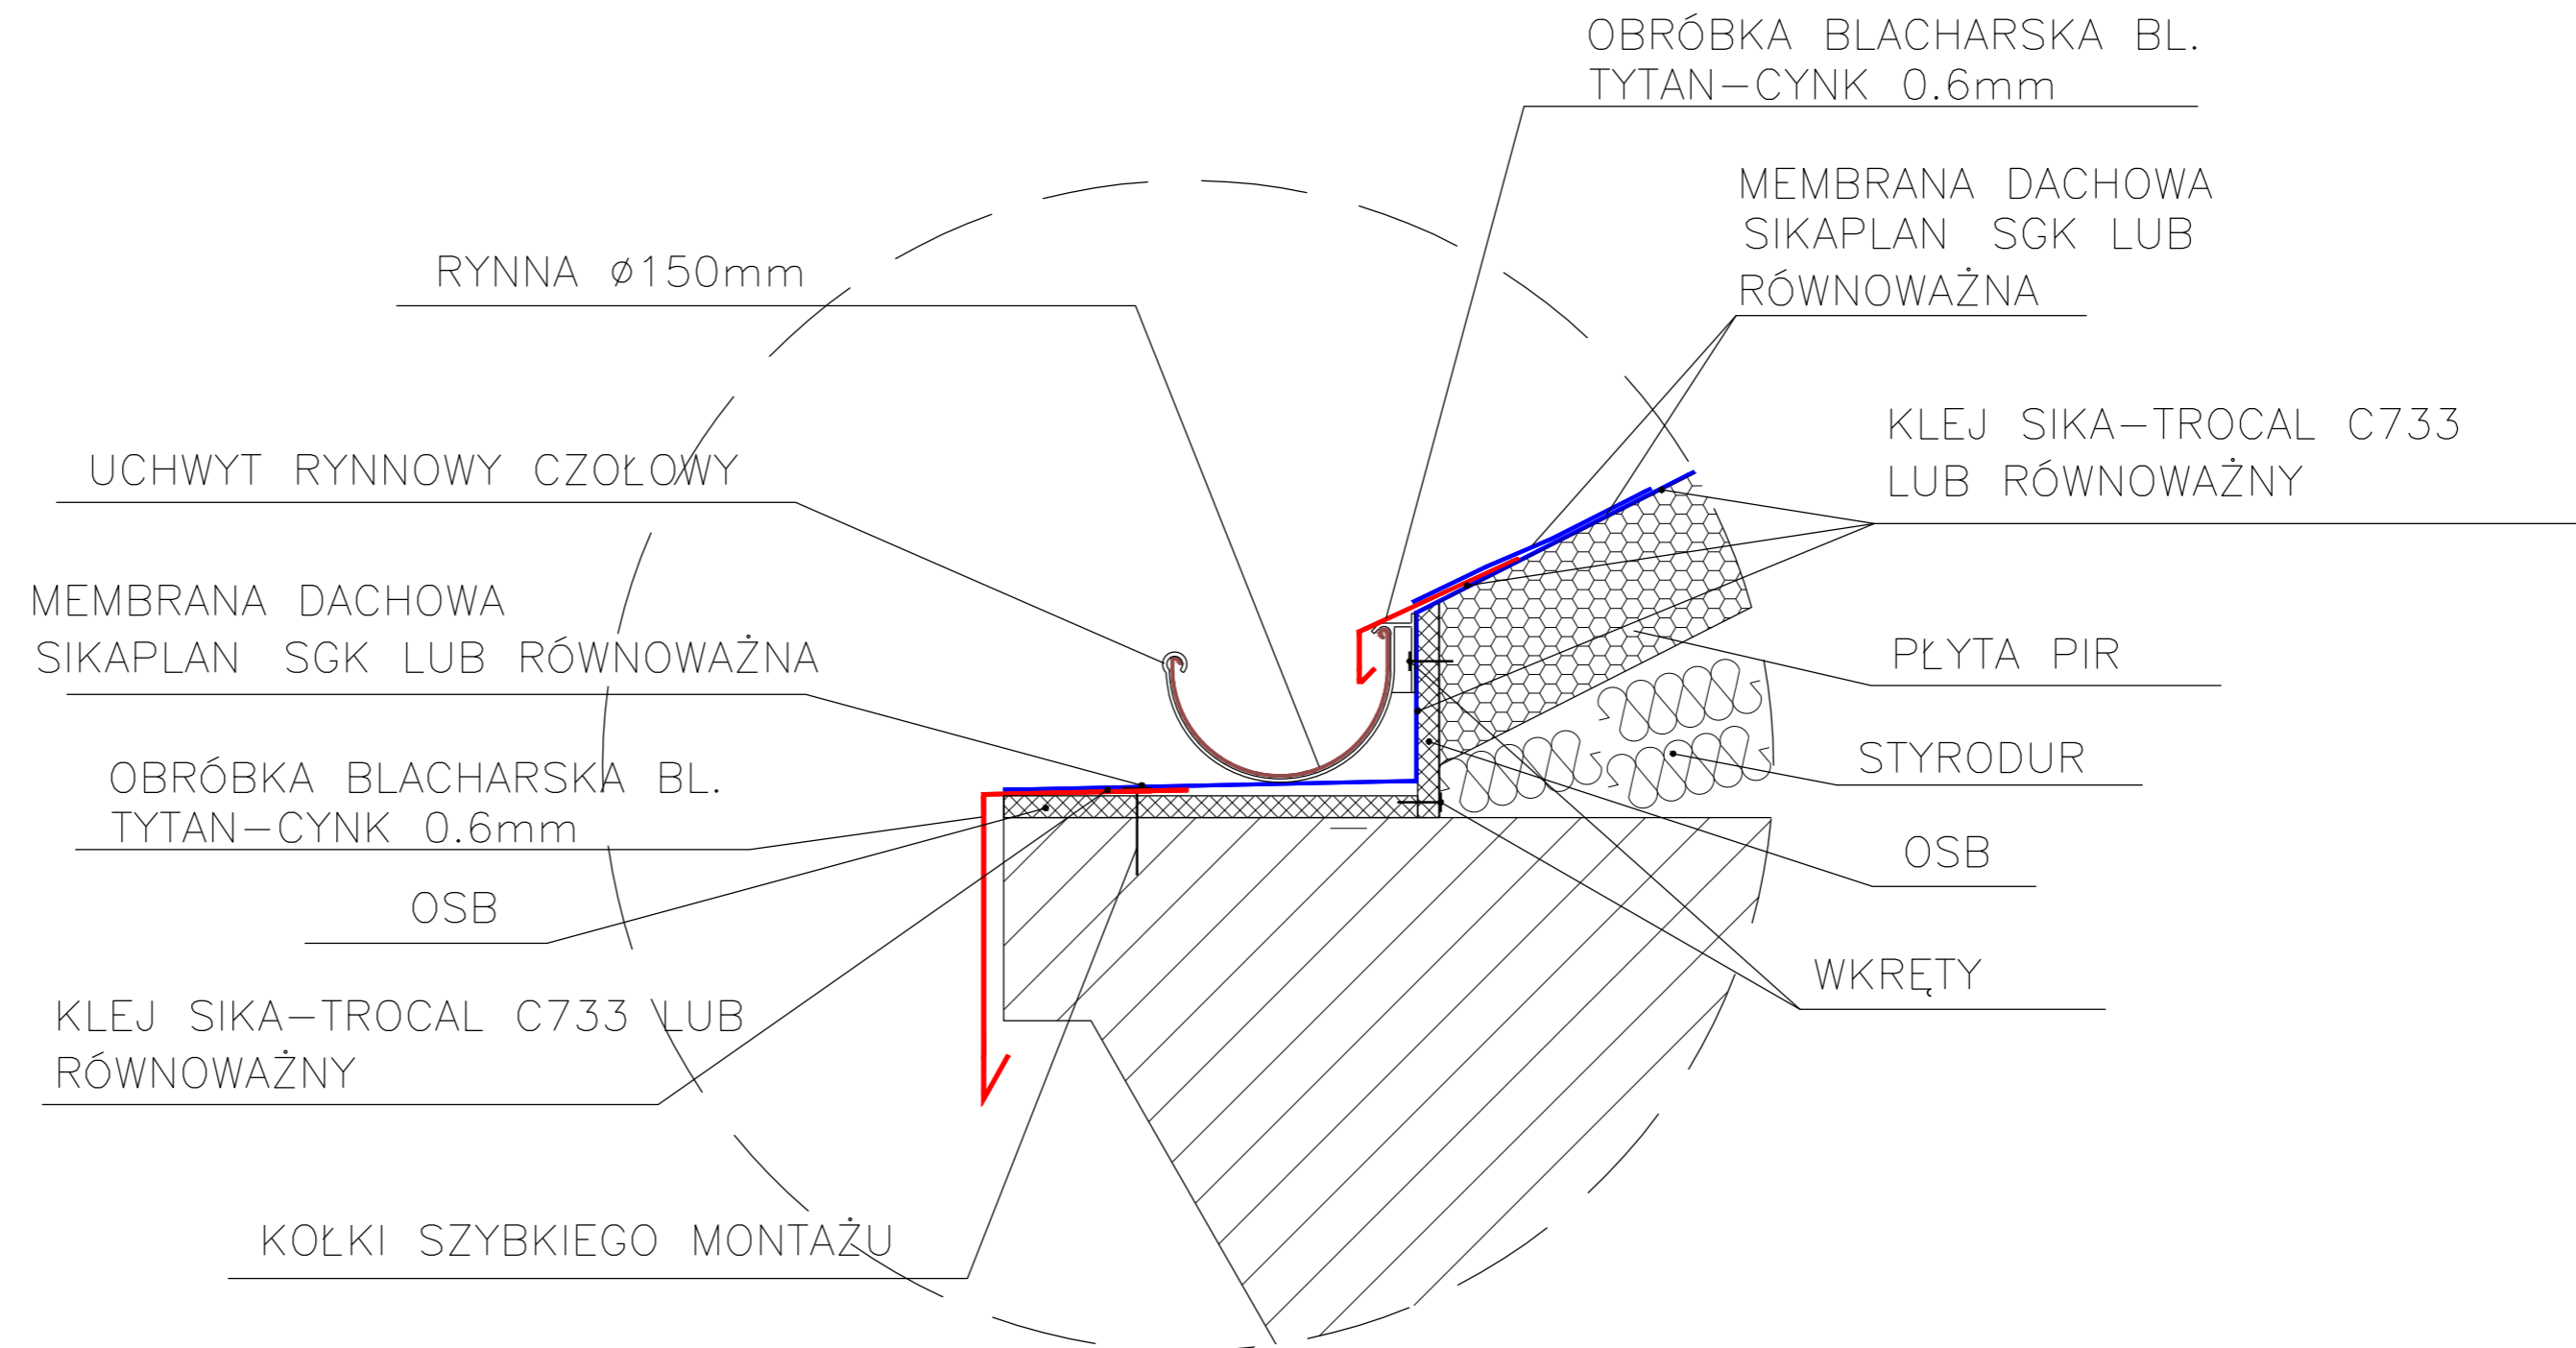 OBRÓBKA BLACHARSKA BL.
TYTAN-CYNK 0.6mm
MEMBRANA DACHOWA
SIKAPLAN SGK LUB
RÓWNOWAŻNA
RYNNA ø150mm
KLEJ SIKA-TROCAL C733
LUB RÓWNOWAŻNY
UCHWYT RYNNOWY CZOŁOWY
MEMBRANA DACHOWA
SIKAPLAN SGK LUB RÓWNOWAŻNA
PŁYTA PIR
STYRODUR
OBRÓBKA BLACHARSKA BL.
TYTAN-CYNK 0.6mm
OSB
OSB
WKRĘTY
KLEJ SIKA-TROCAL C733 LUB
RÓWNOWAŻNY
KOŁKI SZYBKIEGO MONTAŻU